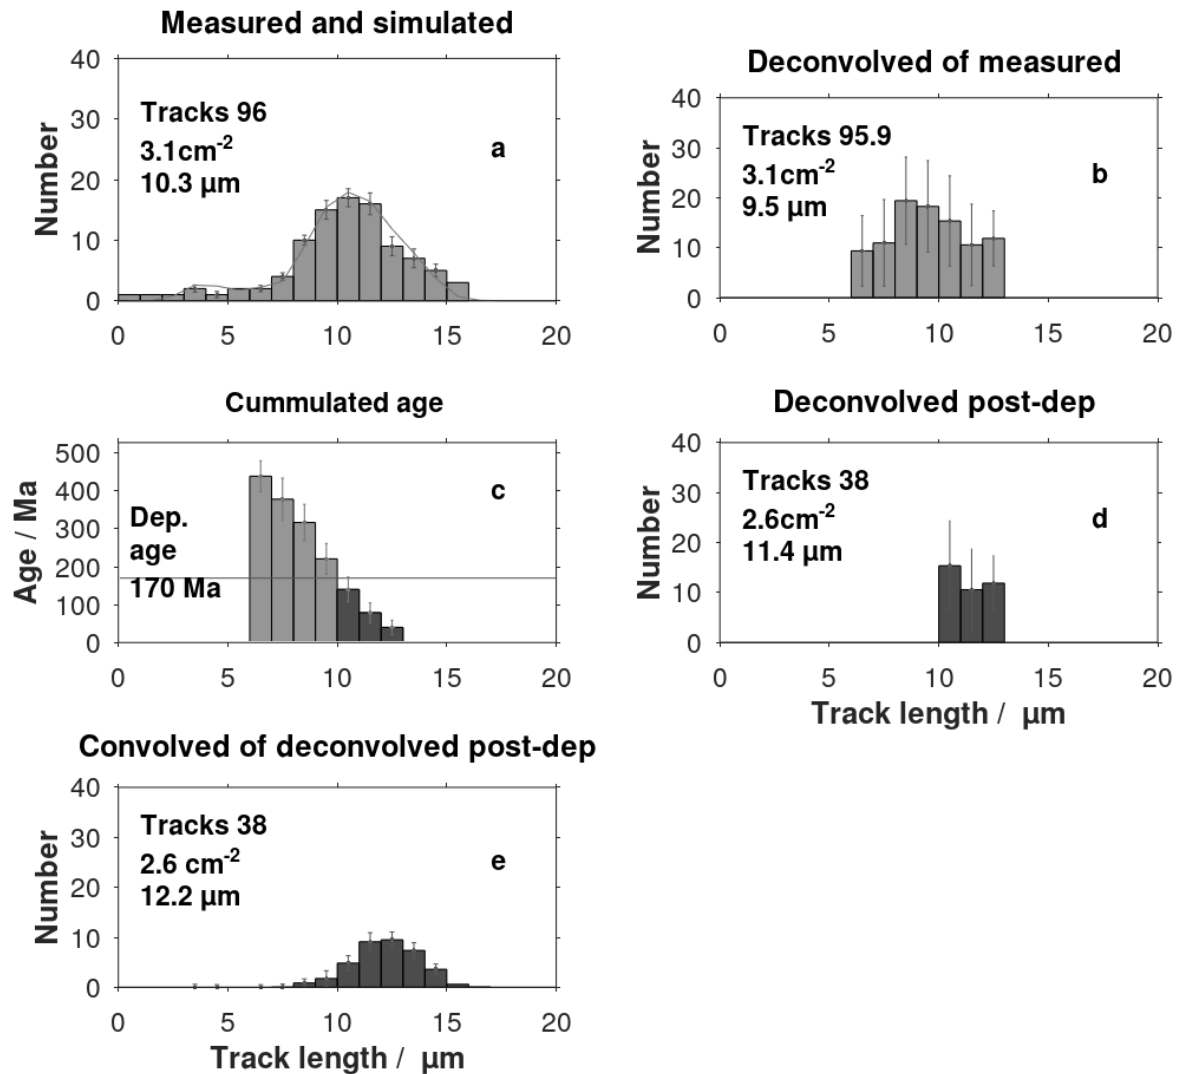 Measured and simulated
40
30
20
10
0
Number
Tracks 96
3.1cm-2
10.3 µm
a
0 5 10 15 20
Deconvolved of measured
40
30
20
10
0
Number
Tracks 95.9
3.1cm-2
9.5 µm
b
0 5 10 15 20
Cummulated age
500
400
300
200
100
0
Age / Ma
Dep.
age
170 Ma
c
0 5 10 15 20
Deconvolved post-dep
40
30
20
10
0
Number
Tracks 38
2.6cm-2
11.4 µm
d
0 5 10 15 20
Track length / µm
Convolved of deconvolved post-dep
40
30
20
10
0
Number
Tracks 38
2.6 cm-2
12.2 µm
e
0 5 10 15 20
Track length / µm